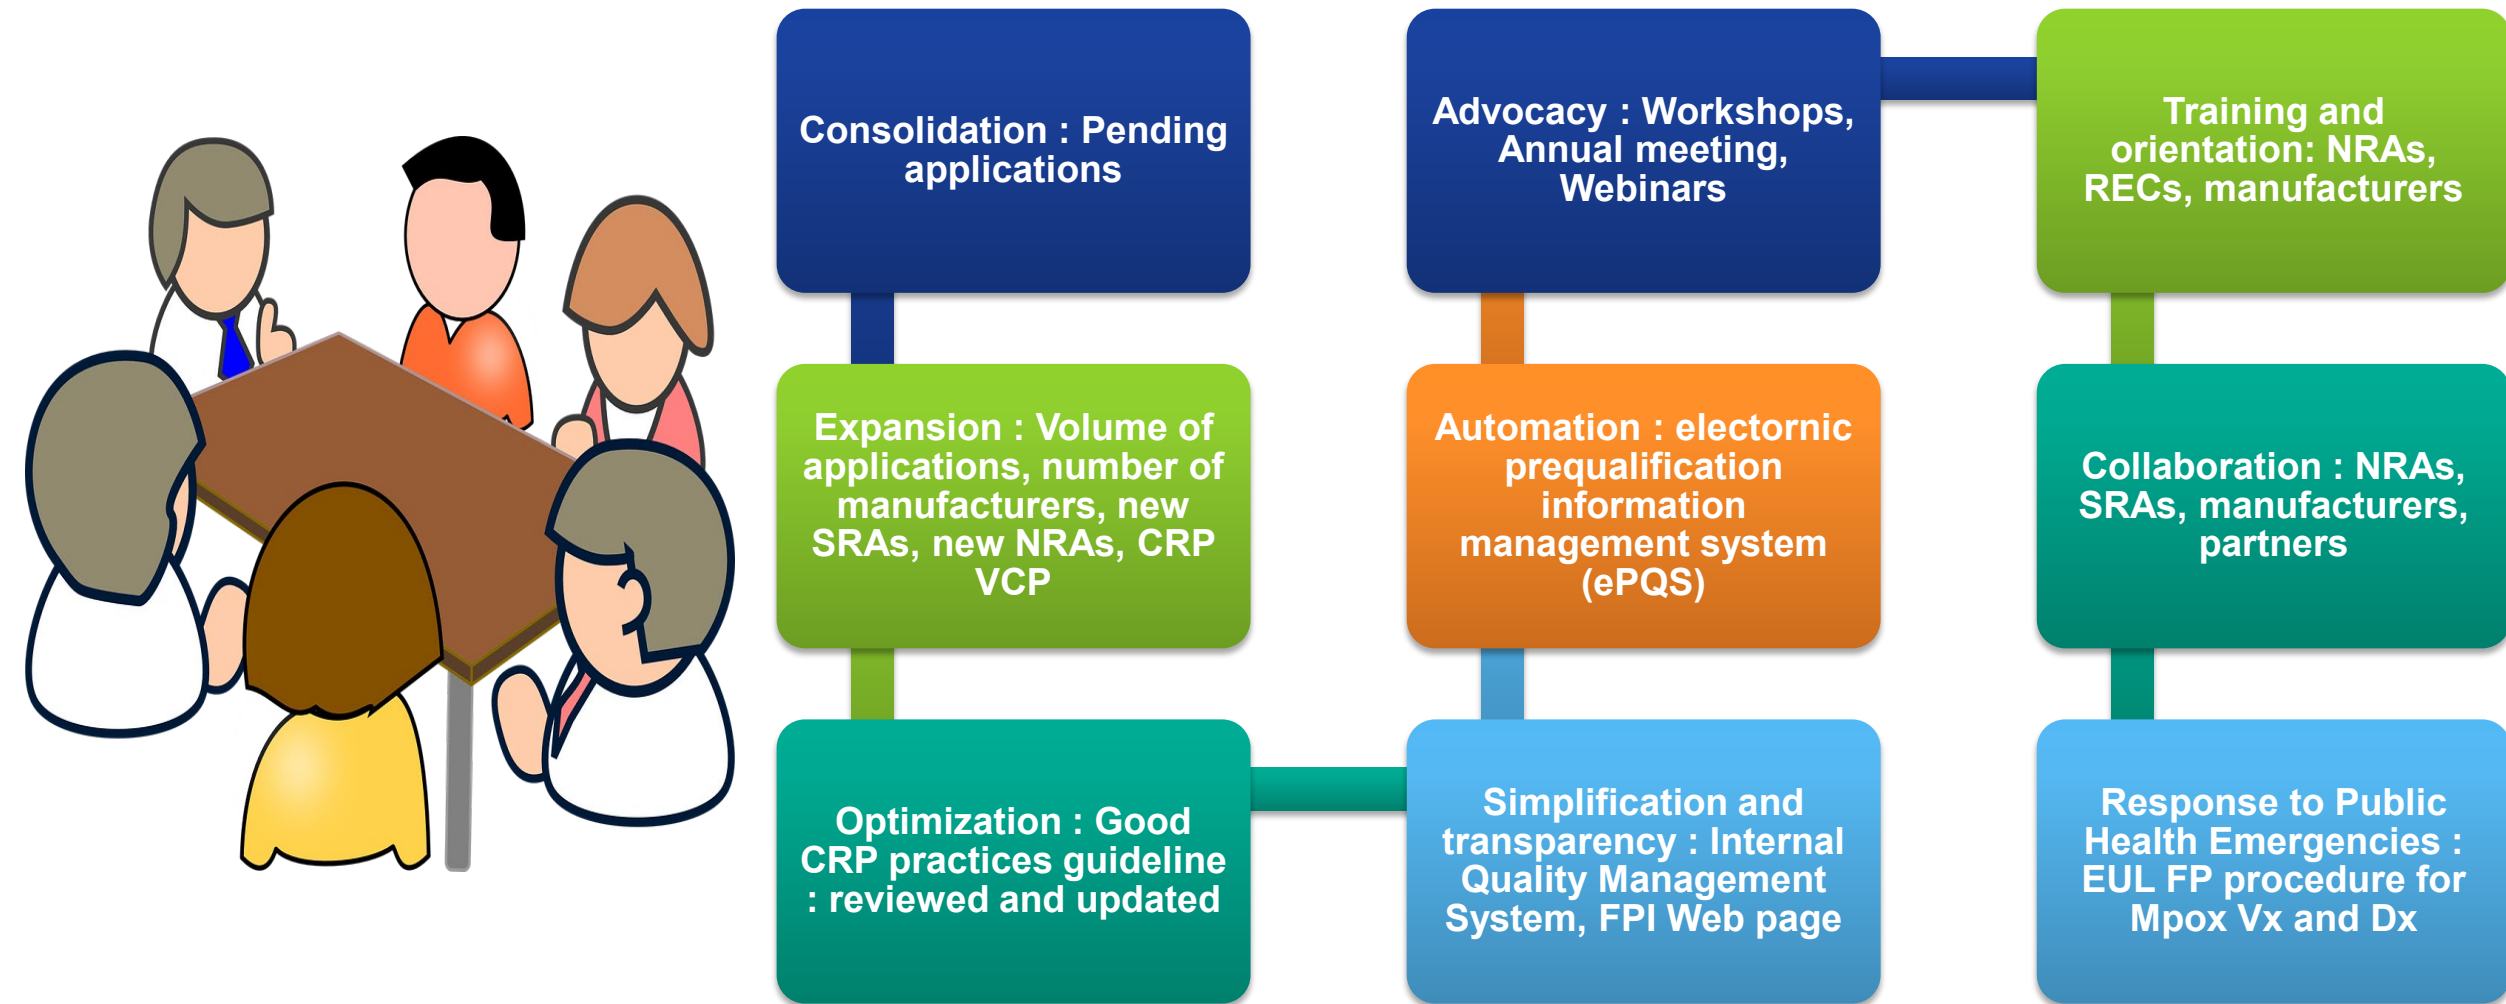 Consolidation : Pending
applications
Expansion : Volume of
applications, number of
manufacturers, new
SRAs, new NRAs, CRP
VCP
Optimization : Good
CRP practices guideline
: reviewed and updated
Simplification and
transparency : Internal
Quality Management
System, FPI Web page
Automation : electornic
prequalification
information
management system
(ePQS)
Advocacy : Workshops,
Annual meeting,
Webinars
Training and
orientation: NRAs,
RECs, manufacturers
Collaboration : NRAs,
SRAs, manufacturers,
partners
Response to Public
Health Emergencies :
EUL FP procedure for
Mpox Vx and Dx